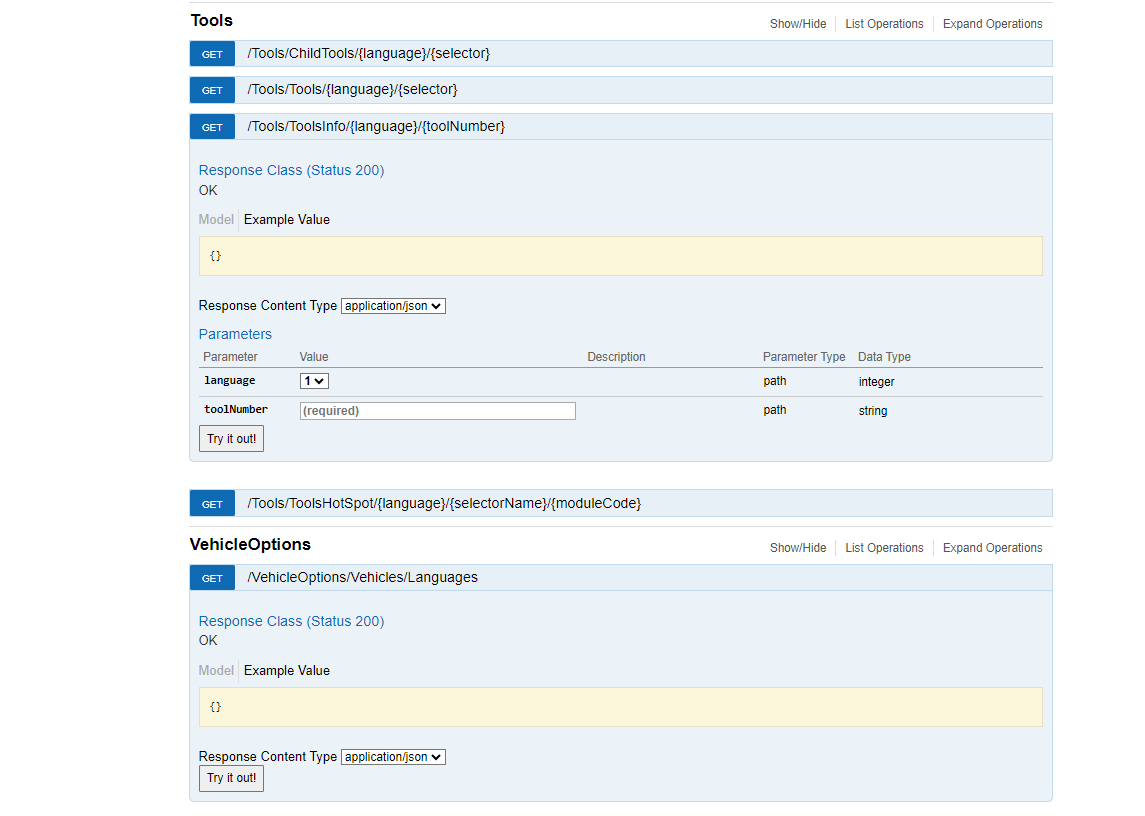 Tools Show/Hide List Operations Expand Operations
GET /Tools/ChildTools/{language}/{selector}
GET /Tools/Tools/{language}/{selector}
GET /Tools/ToolsInfo/{language}/{toolNumber}
Response Class (Status 200)
OK
Model Example Value
{}
Response Content Type application/json
Parameters
Parameter Value Description Parameter Type Data Type
language 1 path integer
toolNumber (required) path string
Try it out!
GET /Tools/ToolsHotSpot/{language}/{selectorName}/{moduleCode}
VehicleOptions Show/Hide List Operations Expand Operations
GET /VehicleOptions/Vehicles/Languages
Response Class (Status 200)
OK
Model Example Value
{}
Response Content Type application/json
Try it out!